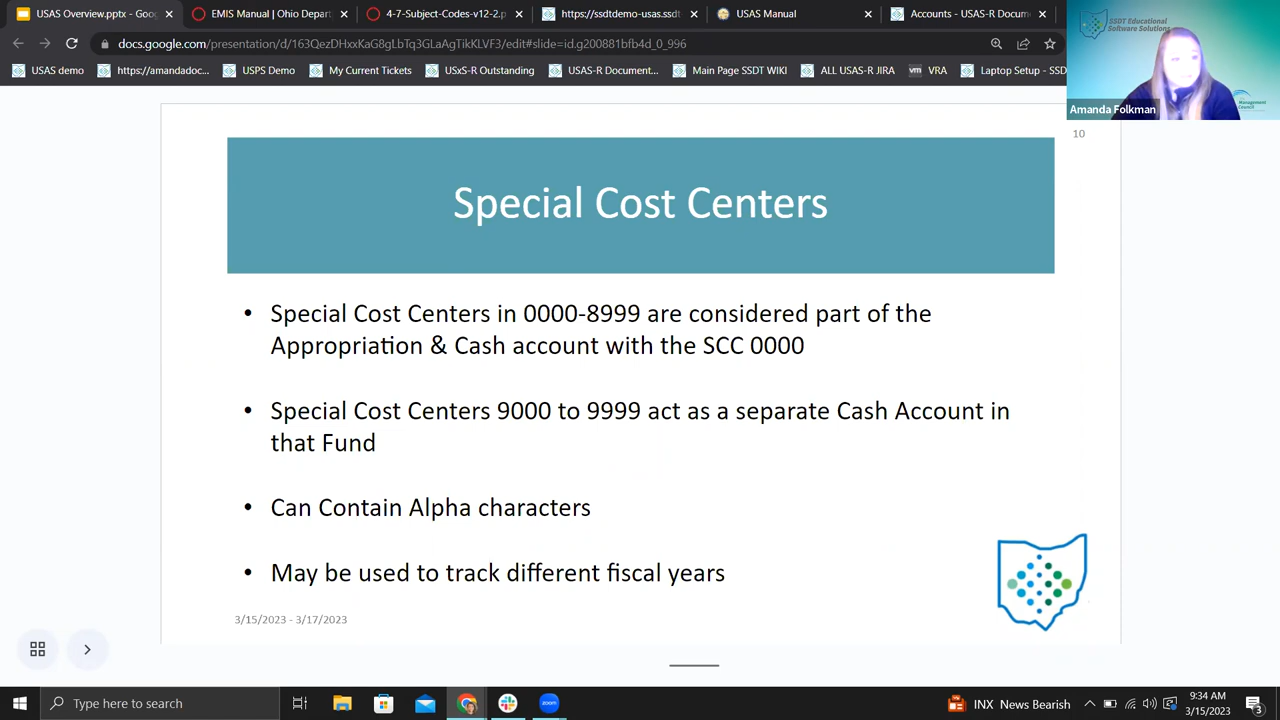 USAS Overview.pptx - Goog
EMIS Manual | Ohio Depar
4-7-Subject-Codes-v12-2.p
https://ssdtdemo-usas.ssdt
USAS Manual
Accounts - USAS-R Docum
docs.google.com/presentation/d/163QezDHxxKaG8gLbTq3GLaAgTikKLVF3/edit#slide=id.g200881bfb4d_0_996
USAS demo
https://amandadoc...
USPS Demo
My Current Tickets
USxS-R Outstanding
USAS-R Document...
Main Page SSDT WIKI
ALL USAS-R JIRA
vm VRA
Laptop Setup - SSD
SSDT Educational
Software Solutions
Management
Council
Amanda Folkman
10
Special Cost Centers
• Special Cost Centers in 0000-8999 are considered part of the
Appropriation & Cash account with the SCC 0000
• Special Cost Centers 9000 to 9999 act as a separate Cash Account in
that Fund
• Can Contain Alpha characters
• May be used to track different fiscal years
3/15/2023 - 3/17/2023
Type here to search
zoom
INX News Bearish
9:34 AM
3/15/2023
3